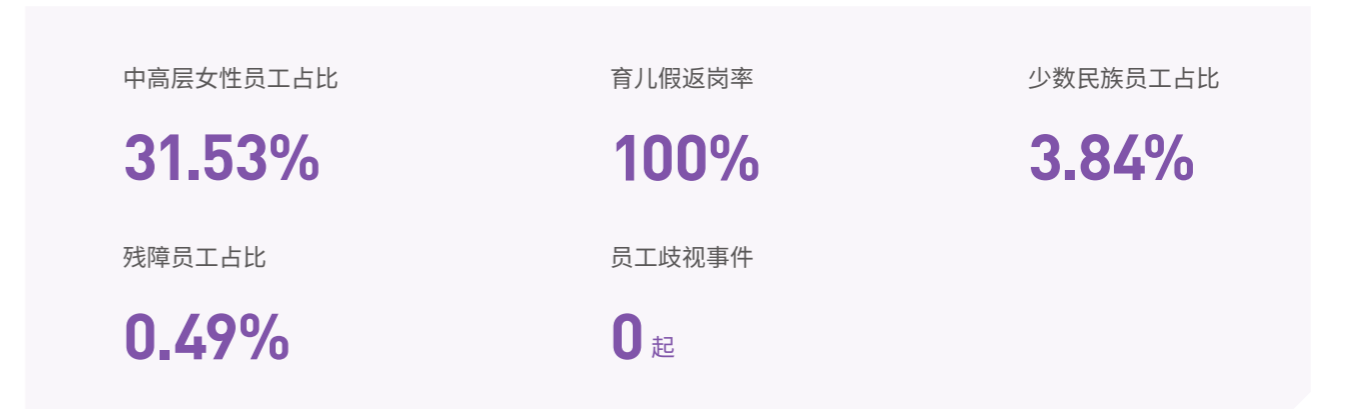 中高层女性员工占比
育儿假返岗率
少数民族员工占比
31.53%
100%
3.84%
残障员工占比
员工歧视事件
0.49%
0 起